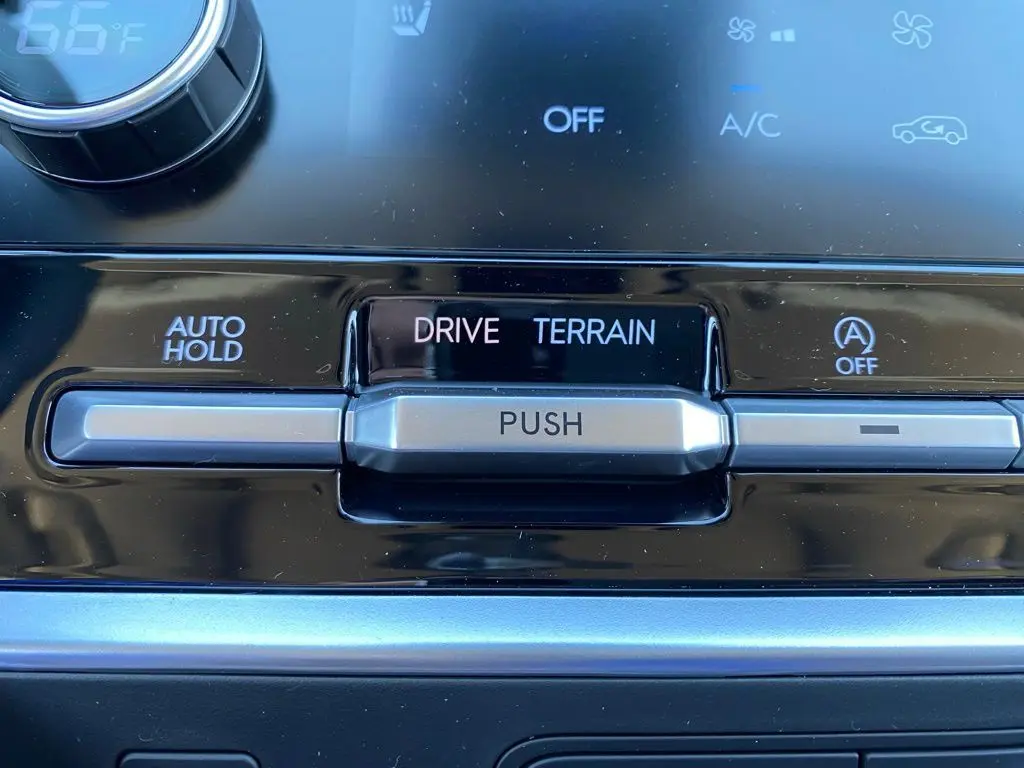 66°F
OFF
A/C
AUTO
HOLD
DRIVE TERRAIN
A
OFF
PUSH